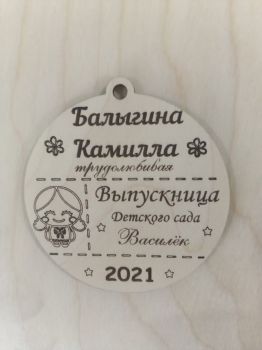 Балыгина
Камилла
трудолюбивая
Выпускница
Детского сада
Василёк
2021